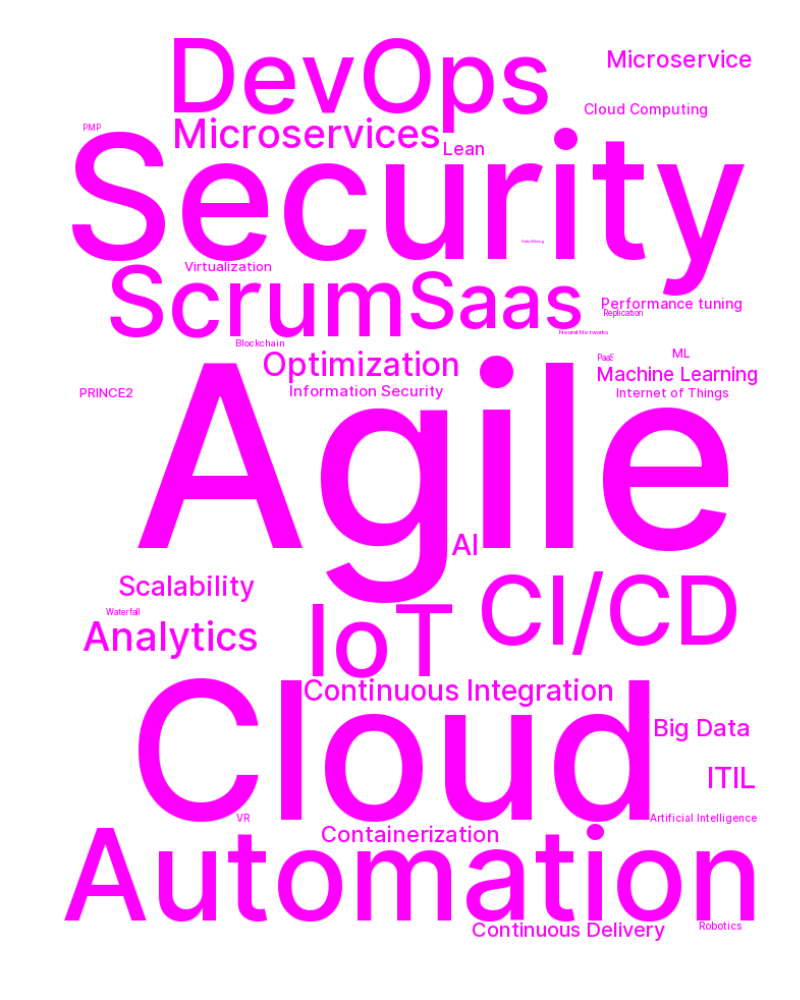 DevOps
Microservice
Cloud Computing
PMP
Microservices
Lean
Security
Virtualization
Scrum
Saas
Performance tuning
Replication
Neural Networks
Blockchain
Optimization
PaaS
ML
Machine Learning
PRINCE2
Information Security
Internet of Things
Agile
AI
Scalability
CI/CD
Waterfall
Analytics
IoT
Continuous Integration
Cloud
Big Data
ITIL
VR
Artificial Intelligence
Containerization
Automation
Continuous Delivery
Robotics